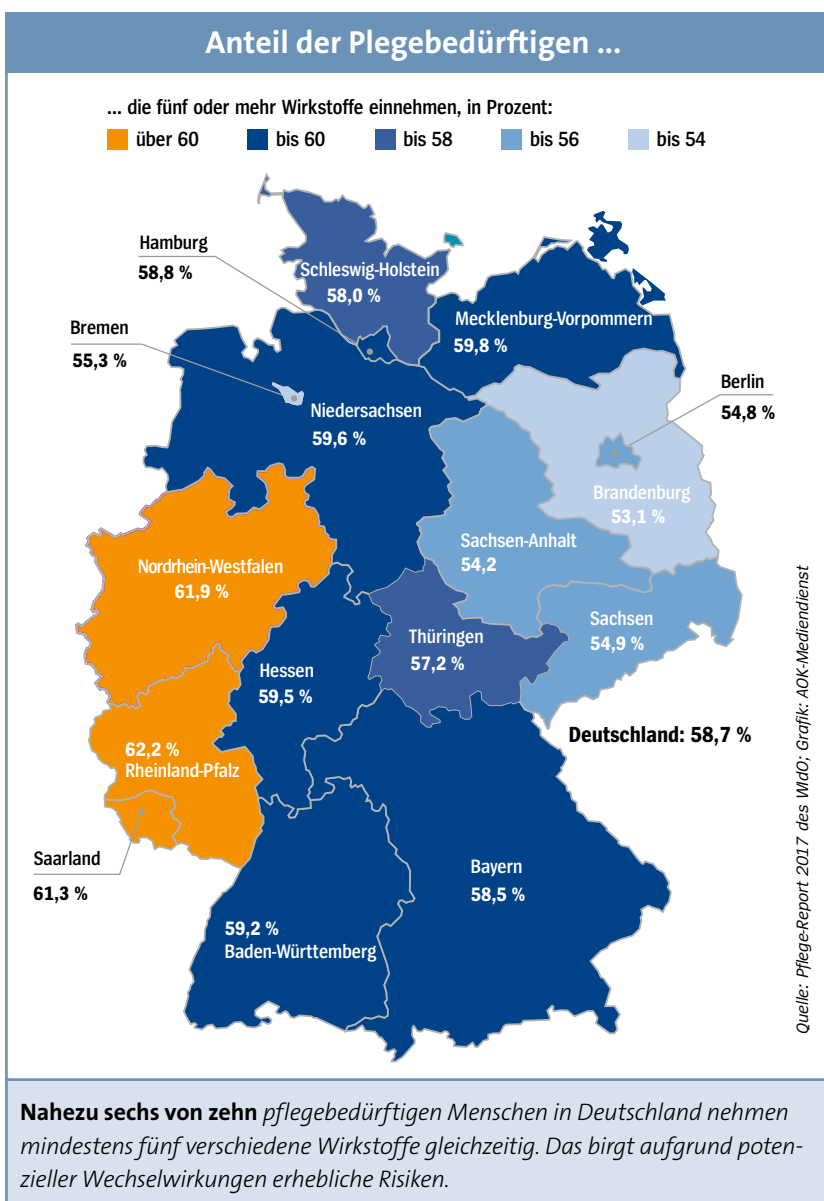 Anteil der Plegebedürftigen ...
... die fünf oder mehr Wirkstoffe einnehmen, in Prozent:
über 60
bis 60
bis 58
bis 56
bis 54
Hamburg
58,8 %
Schleswig-Holstein
58,0 %
Mecklenburg-Vorpommern
59,8 %
Bremen
55,3 %
Niedersachsen
59,6 %
Berlin
54,8 %
Brandenburg
53,1 %
Sachsen-Anhalt
54,2
Nordrhein-Westfalen
61,9 %
Thüringen
57,2 %
Sachsen
54,9 %
Hessen
59,5 %
Deutschland: 58,7 %
62,2 %
Rheinland-Pfalz
Saarland
61,3 %
Bayern
58,5 %
59,2 %
Baden-Württemberg
Quelle: Pflege-Report 2017 des WIdO; Grafik: AOK-Mediendienst
Nahezu sechs von zehn pflegebedürftigen Menschen in Deutschland nehmen
mindestens fünf verschiedene Wirkstoffe gleichzeitig. Das birgt aufgrund poten-
zieller Wechselwirkungen erhebliche Risiken.